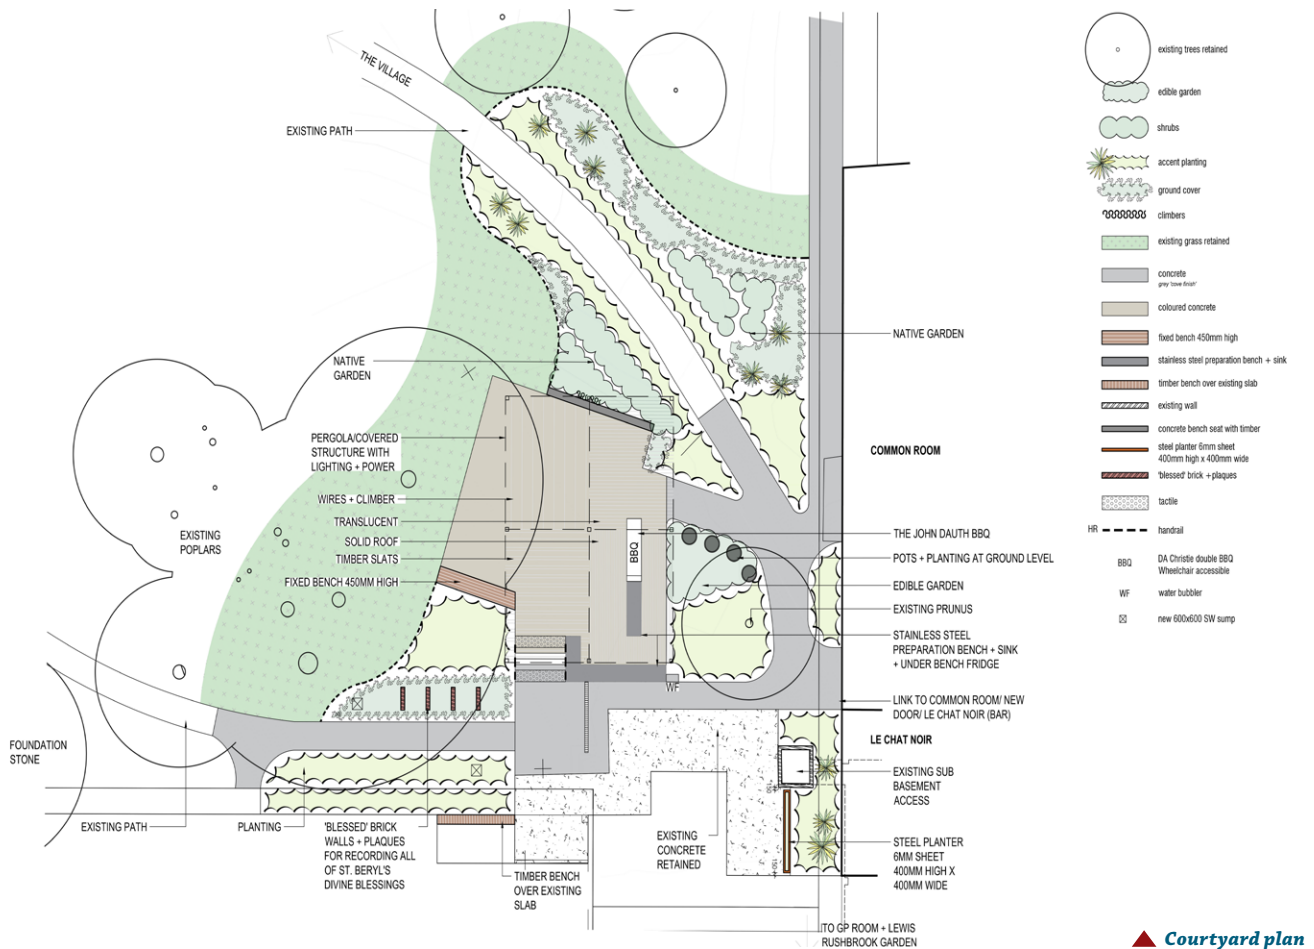 THE VILLAGE
EXISTING PATH
NATIVE
GARDEN
PERGOLA/COVERED
STRUCTURE WITH
LIGHTING + POWER
WIRES + CLIMBER
TRANSLUCENT
SOLID ROOF
TIMBER SLATS
FIXED BENCH 450MM HIGH
EXISTING
POPLARS
FOUNDATION
STONE
EXISTING PATH
PLANTING
'BLESSED' BRICK
WALLS + PLAQUES
FOR RECORDING ALL
OF ST. BERYL'S
DIVINE BLESSINGS
TIMBER BENCH
OVER EXISTING
SLAB
EXISTING
CONCRETE
RETAINED
BBQ
WF
150
150
NATIVE GARDEN
COMMON ROOM
THE JOHN DAUTH BBQ
POTS + PLANTING AT GROUND LEVEL
EDIBLE GARDEN
EXISTING PRUNUS
STAINLESS STEEL
PREPARATION BENCH + SINK
+ UNDER BENCH FRIDGE
LINK TO COMMON ROOM/ NEW
DOOR/ LE CHAT NOIR (BAR)
LE CHAT NOIR
EXISTING SUB
BASEMENT
ACCESS
STEEL PLANTER
6MM SHEET
400MM HIGH X
400MM WIDE
TO GP ROOM + LEWIS
RUSHBROOK GARDEN
existing trees retained
edible garden
shrubs
accent planting
ground cover
climbers
existing grass retained
concrete
grey 'cove finish'
coloured concrete
fixed bench 450mm high
stainless steel preparation bench + sink
timber bench over existing slab
existing wall
concrete bench seat with timber
steel planter 6mm sheet
400mm high x 400mm wide
'blessed' brick +plaques
tactile
HR handrail
BBQ DA Christie double BBQ
Wheelchair accessible
WF water bubbler
new 600x600 SW sump
Courtyard plan